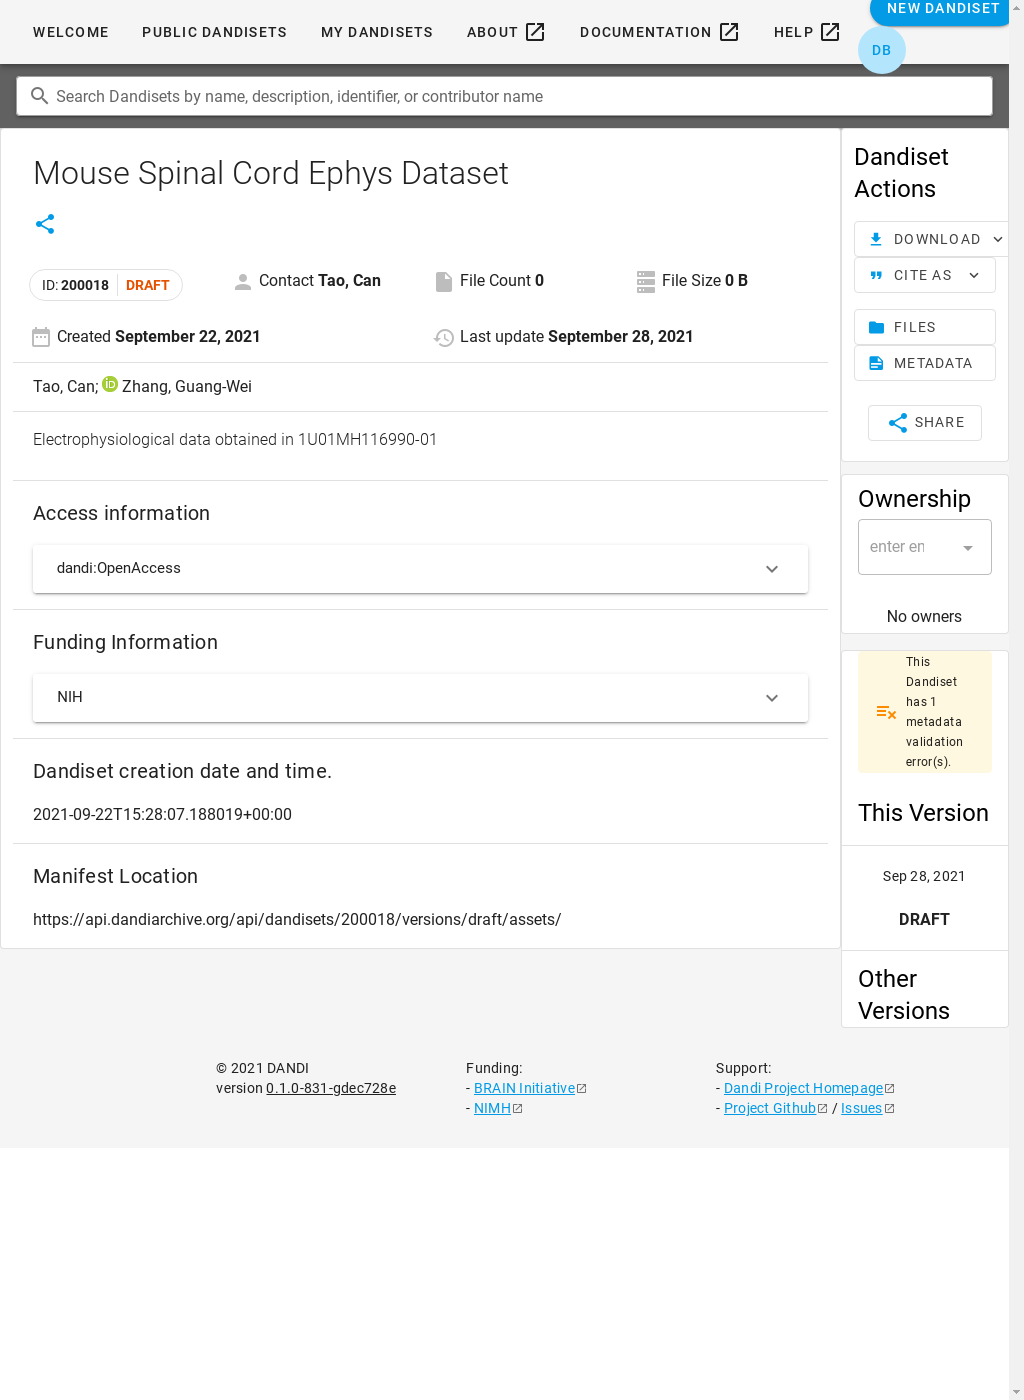 WELCOME
PUBLIC DANDISETS
MY DANDISETS
ABOUT
DOCUMENTATION
HELP
NEW DANDISET
DB
Search Dandisets by name, description, identifier, or contributor name
Mouse Spinal Cord Ephys Dataset
ID: 200018 DRAFT
Contact Tao, Can
File Count 0
File Size 0 B
Created September 22, 2021
Last update September 28, 2021
Tao, Can; iD Zhang, Guang-Wei
Electrophysiological data obtained in 1U01MH116990-01
Access information
dandi:OpenAccess
Funding Information
NIH
Dandiset creation date and time.
2021-09-22T15:28:07.188019+00:00
Manifest Location
https://api.dandiarchive.org/api/dandisets/200018/versions/draft/assets/
Dandiset
Actions
DOWNLOAD
CITE AS
FILES
METADATA
SHARE
Ownership
enter en
No owners
This
Dandiset
has 1
metadata
validation
error(s).
This Version
Sep 28, 2021
DRAFT
Other
Versions
© 2021 DANDI
version 0.1.0-831-gdec728e
Funding:
- BRAIN Initiative
- NIMH
Support:
- Dandi Project Homepage
- Project Github / Issues